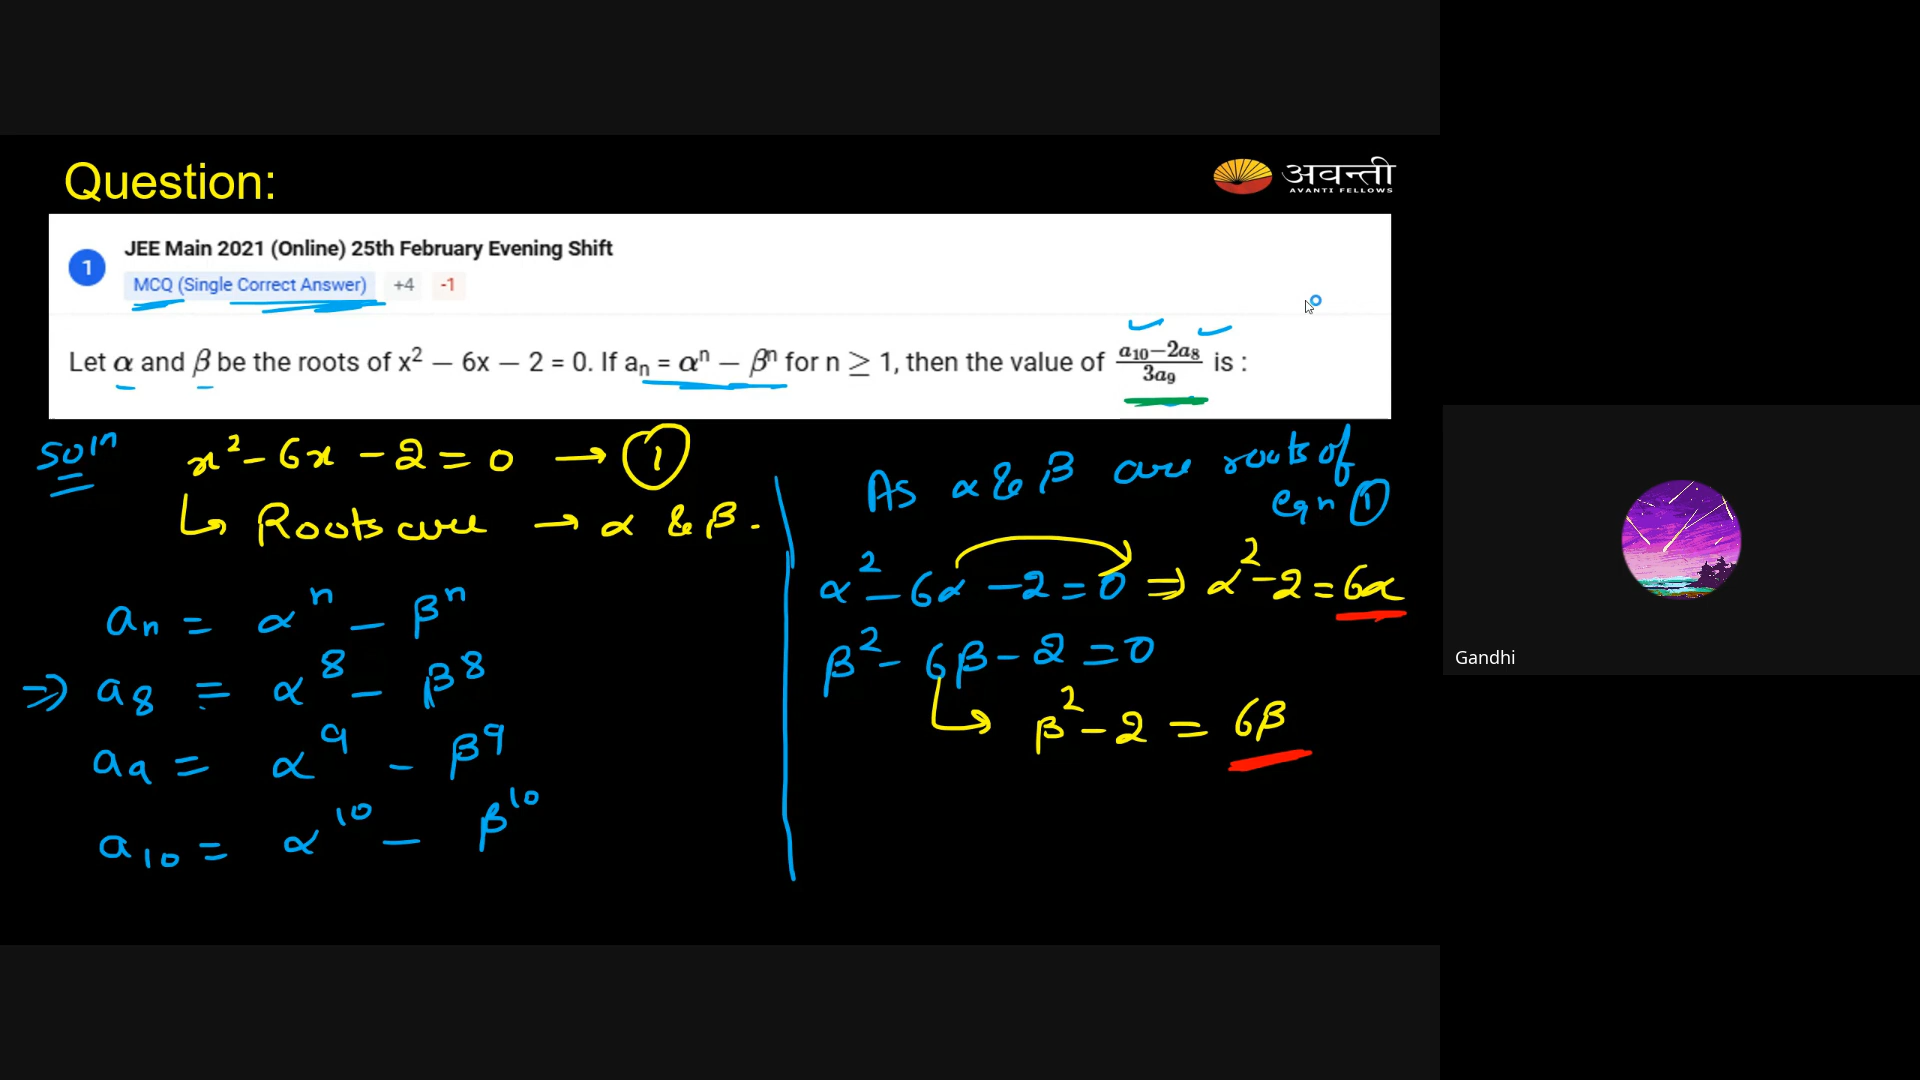 Question:
अवन्ती
AVANTI FELLOWS
1
JEE Main 2021 (Online) 25th February Evening Shift
MCQ (Single Correct Answer) +4 -1
Let α and β be the roots of x² − 6x − 2 = 0. If aₙ = αⁿ − βⁿ for n ≥ 1, then the value of (a₁₀−2a₈)/(3a₉) is :
Soln
x² - 6x - 2 = 0 → ①
↳ Roots are → α & β.
aₙ = αⁿ - βⁿ
⇒ a₈ = α⁸ - β⁸
a₉ = α⁹ - β⁹
a₁₀ = α¹⁰ - β¹⁰
As α & β are roots of
eqn ①
α² - 6α - 2 = 0 ⇒ α² - 2 = 6α
β² - 6β - 2 = 0
↳ β² - 2 = 6β
Gandhi